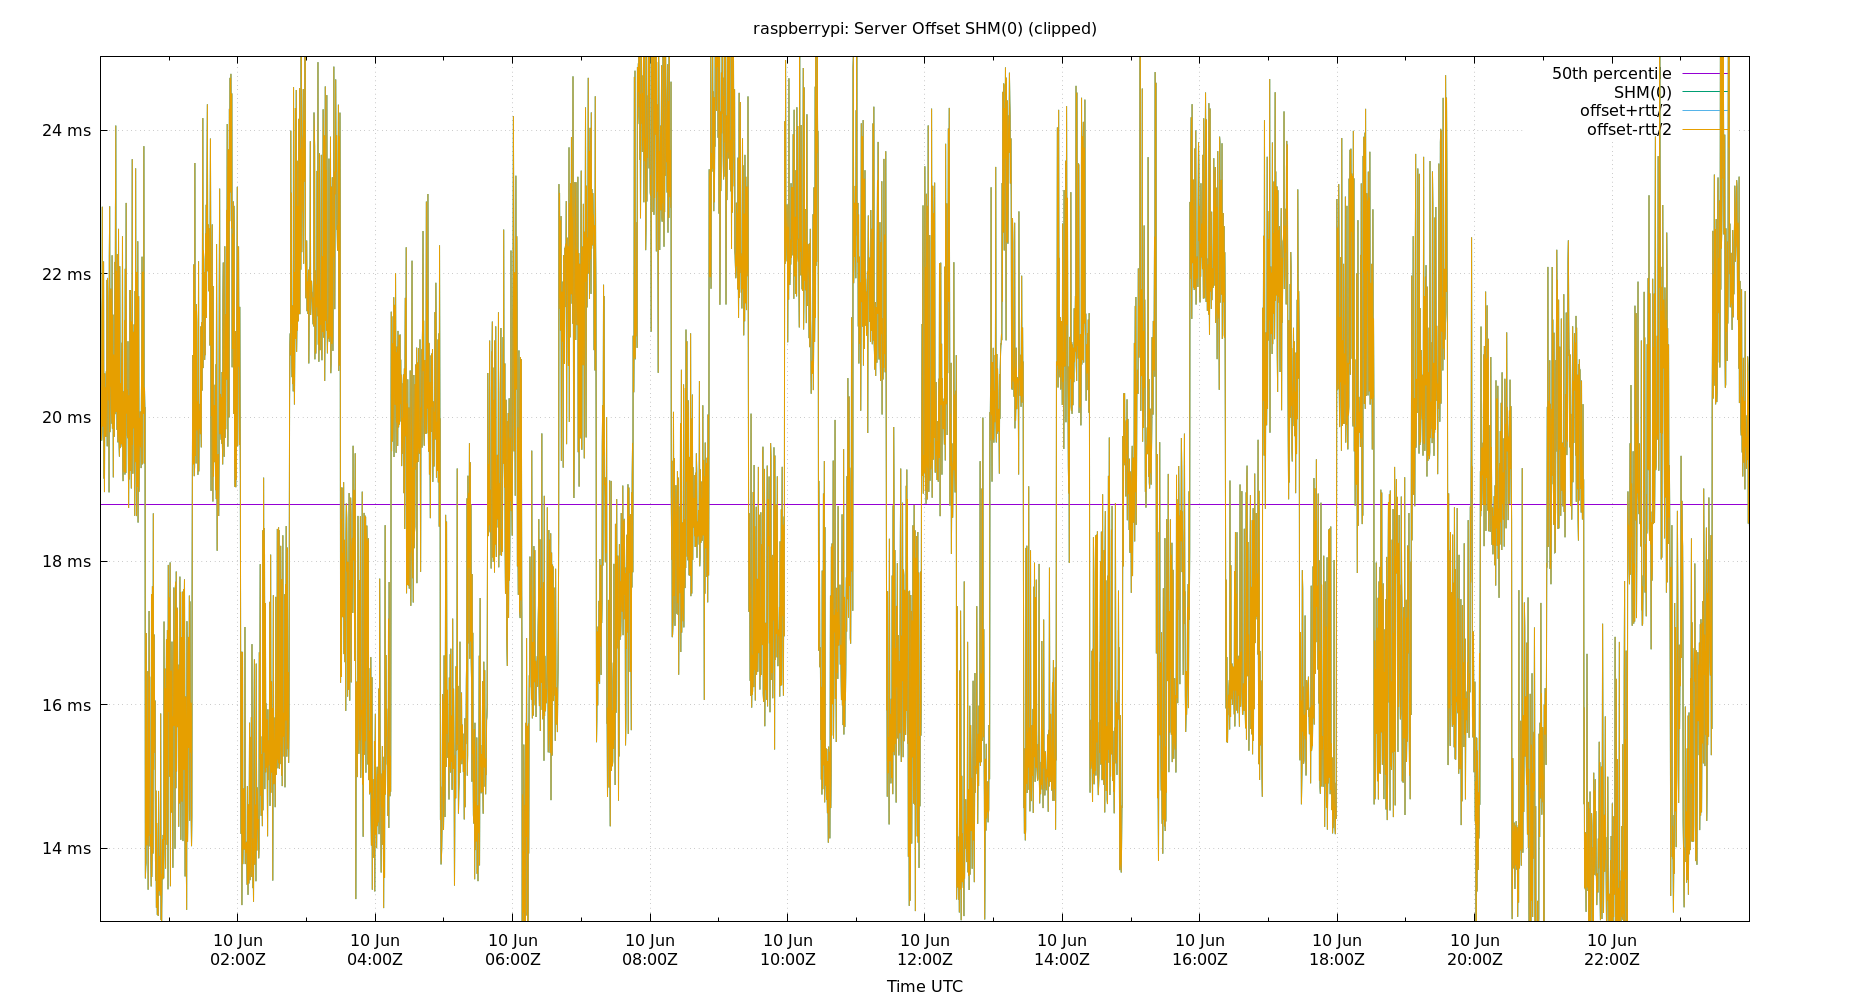 raspberrypi: Server Offset SHM(0) (clipped)
50th percentile
SHM(0)
offset+rtt/2
offset-rtt/2
24 ms
22 ms
20 ms
18 ms
16 ms
14 ms
10 Jun 10 Jun 10 Jun 10 Jun 10 Jun 10 Jun 10 Jun 10 Jun 10 Jun 10 Jun 10 Jun
02:00Z 04:00Z 06:00Z 08:00Z 10:00Z 12:00Z 14:00Z 16:00Z 18:00Z 20:00Z 22:00Z
Time UTC